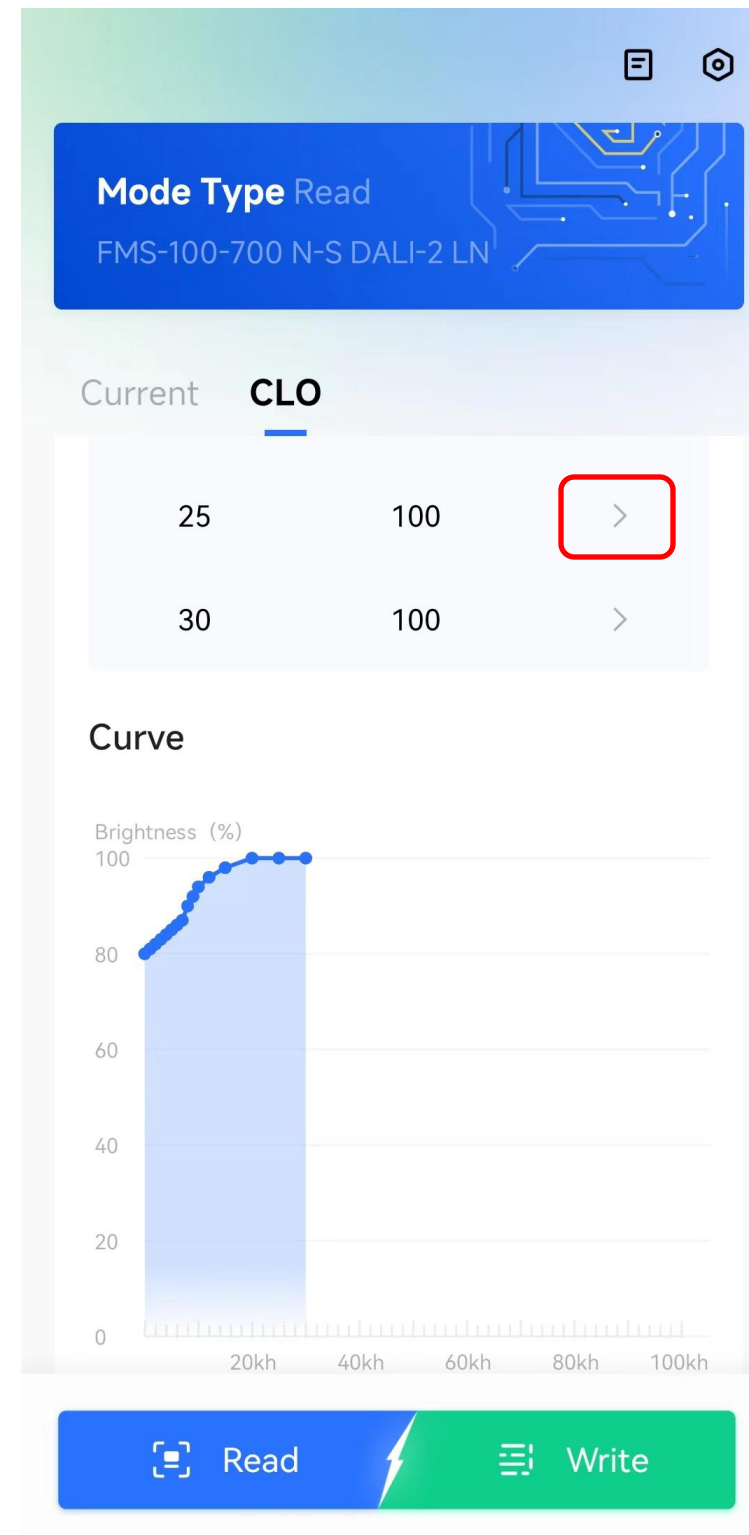 Mode Type Read
FMS-100-700 N-S DALI-2 LN
Current CLO
25 100
30 100
Curve
Brightness (%)
100
80
60
40
20
0
20kh 40kh 60kh 80kh 100kh
Read Write